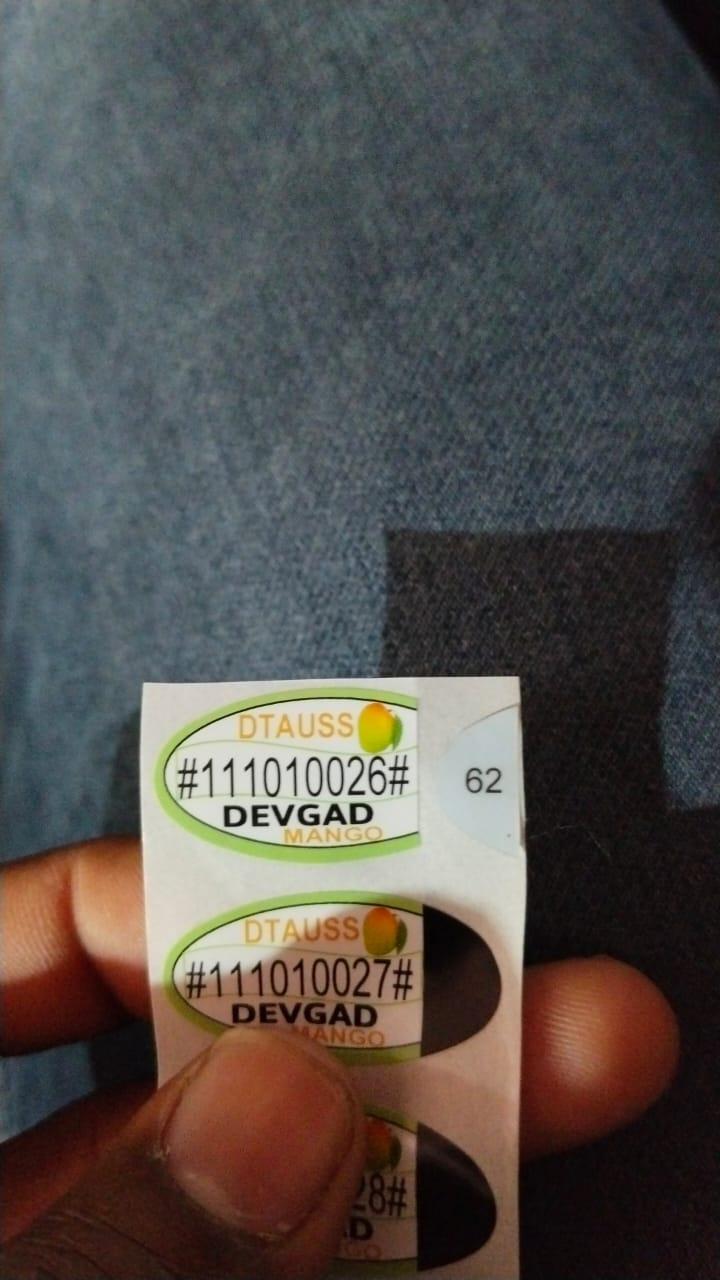 DTAUSS
#111010026# 62
DEVGAD
MANGO
DTAUSS
#111010027#
DEVGAD
MANGO